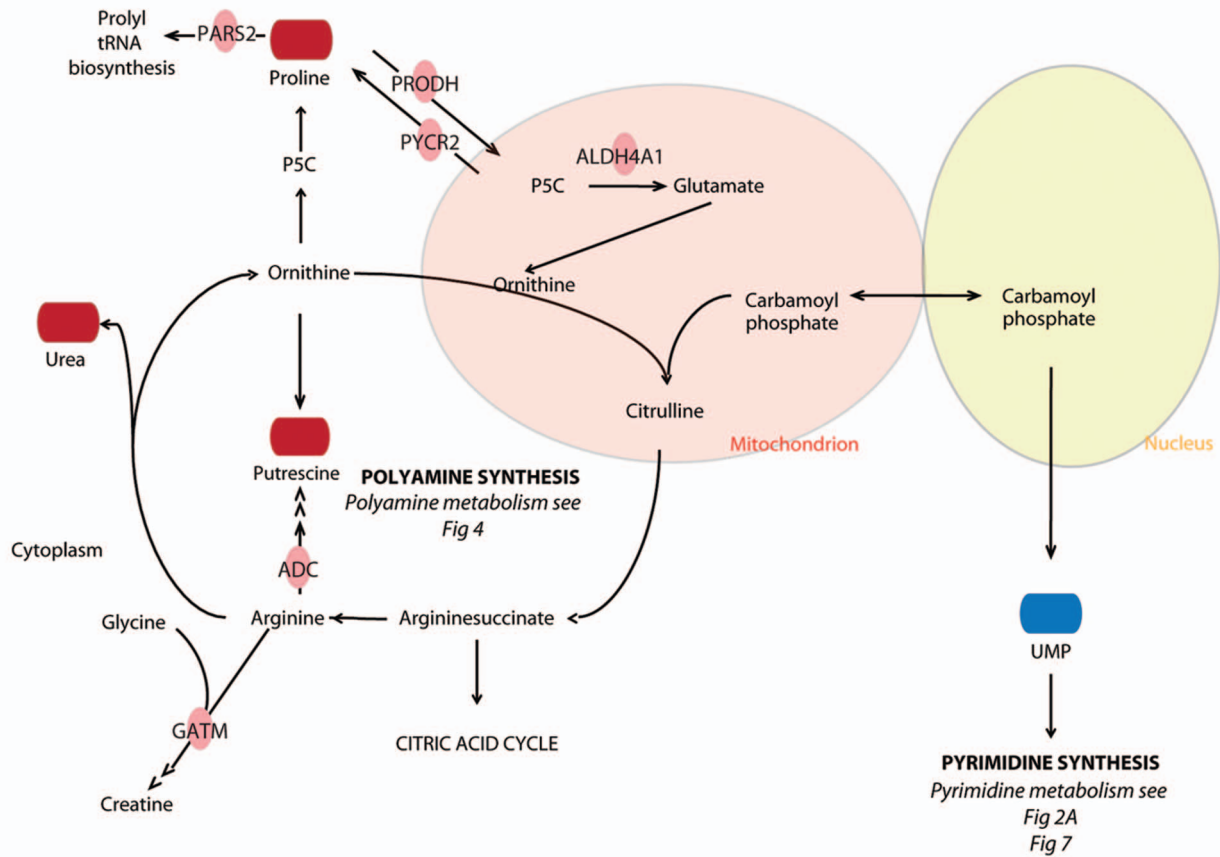 Prolyl
tRNA
biosynthesis
PARS2
Proline
PRODH
PYCR2
P5C
ALDH4A1
P5C
Glutamate
Ornithine
Ornithine
Carbamoyl
phosphate
Carbamoyl
phosphate
Urea
Citrulline
Mitochondrion
Nucleus
Putrescine
POLYAMINE SYNTHESIS
Polyamine metabolism see
Fig 4
Cytoplasm
ADC
Glycine
Arginine
Argininesuccinate
UMP
GATM
CITRIC ACID CYCLE
Creatine
PYRIMIDINE SYNTHESIS
Pyrimidine metabolism see
Fig 2A
Fig 7